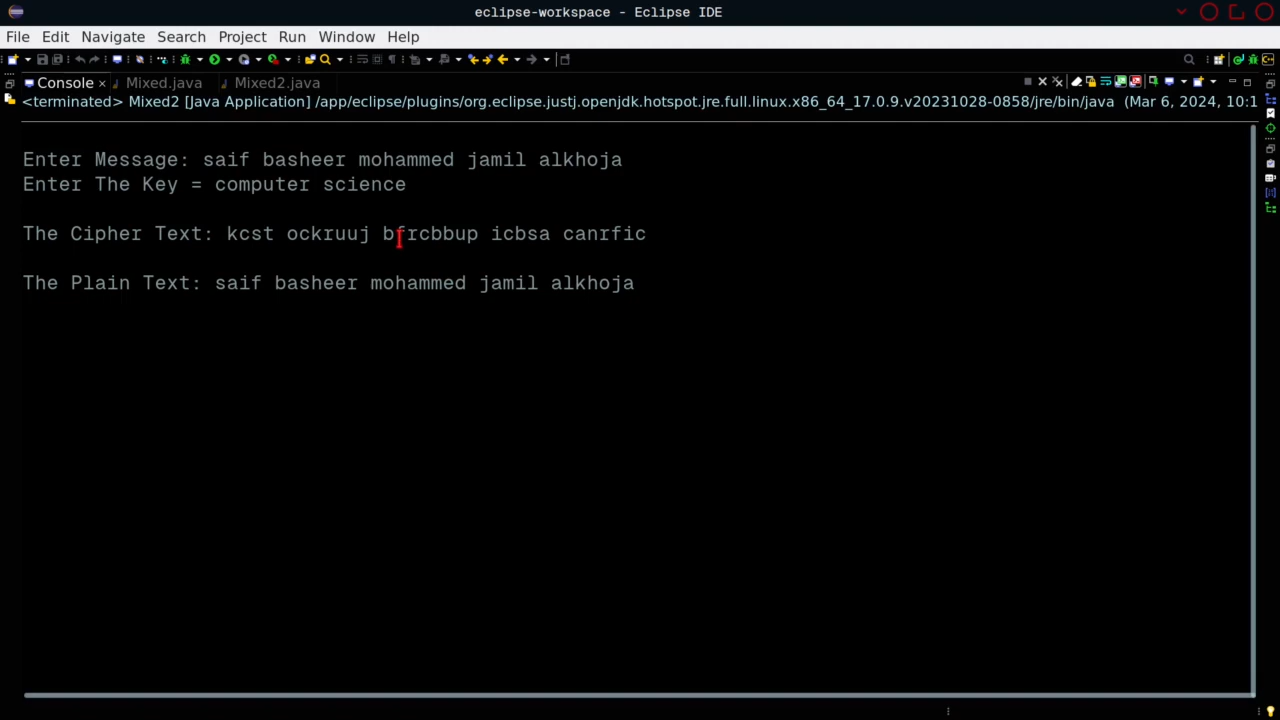 eclipse-workspace - Eclipse IDE
File Edit Navigate Search Project Run Window Help
Console × Mixed.java Mixed2.java
<terminated> Mixed2 [Java Application] /app/eclipse/plugins/org.eclipse.justj.openjdk.hotspot.jre.full.linux.x86_64_17.0.9.v20231028-0858/jre/bin/java (Mar 6, 2024, 10:1
Enter Message: saif basheer mohammed jamil alkhoja
Enter The Key = computer science
The Cipher Text: kcst ockruuj bfrcbbup icbsa canrfic
The Plain Text: saif basheer mohammed jamil alkhoja